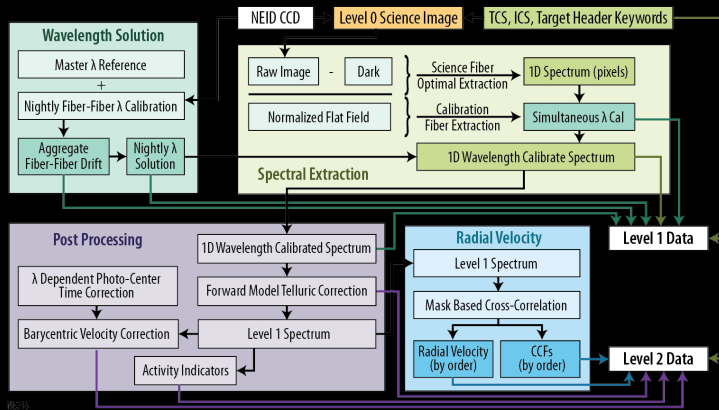 NEID CCD
Level 0 Science Image
TCS, ICS, Target Header Keywords
Wavelength Solution
Master λ Reference
+
Nightly Fiber-Fiber λ Calibration
Aggregate
Fiber-Fiber Drift
Nightly λ
Solution
Raw Image
-
Dark
Normalized Flat Field
Science Fiber
Optimal Extraction
Calibration
Fiber Extraction
1D Spectrum (pixels)
Simultaneous λ Cal
1D Wavelength Calibrate Spectrum
Spectral Extraction
Post Processing
1D Wavelength Calibrated Spectrum
λ Dependent Photo-Center
Time Correction
Forward Model Telluric Correction
Barycentric Velocity Correction
Level 1 Spectrum
Activity Indicators
Radial Velocity
Level 1 Spectrum
Mask Based Cross-Correlation
Radial Velocity
(by order)
CCFs
(by order)
Level 1 Data
Level 2 Data